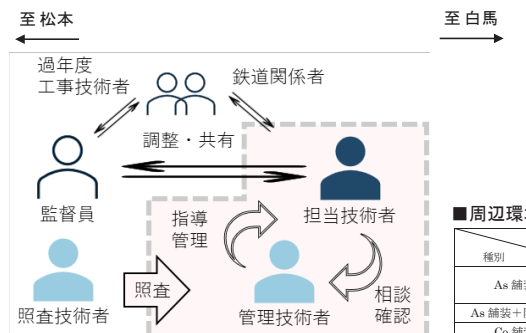 至 松本
至 白馬
過年度
工事技術者
鉄道関係者
調整・共有
監督員
担当技術者
指導
管理
照査
相談
確認
照査技術者
管理技術者
■周辺環
種別
As 舗装
As 舗装＋
Co 舗